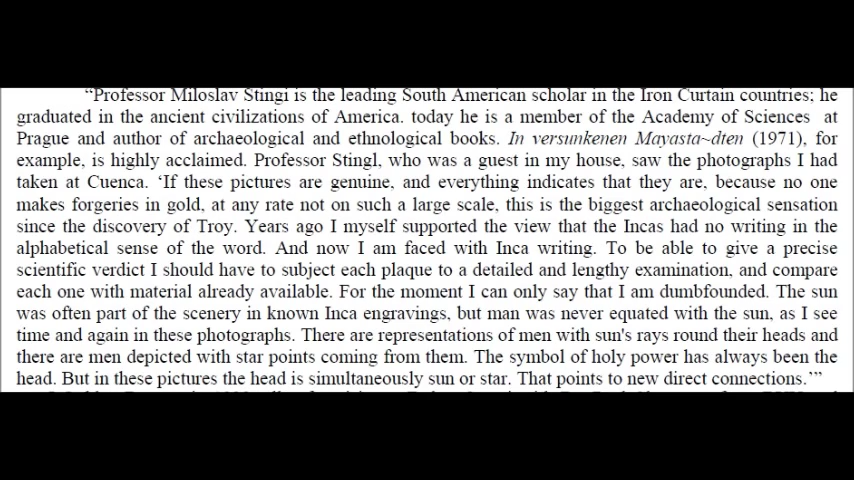 “Professor Miloslav Stingi is the leading South American scholar in the Iron Curtain countries; he
graduated in the ancient civilizations of America. today he is a member of the Academy of Sciences at
Prague and author of archaeological and ethnological books. In versunkenen Mayasta~dten (1971), for
example, is highly acclaimed. Professor Stingl, who was a guest in my house, saw the photographs I had
taken at Cuenca. ‘If these pictures are genuine, and everything indicates that they are, because no one
makes forgeries in gold, at any rate not on such a large scale, this is the biggest archaeological sensation
since the discovery of Troy. Years ago I myself supported the view that the Incas had no writing in the
alphabetical sense of the word. And now I am faced with Inca writing. To be able to give a precise
scientific verdict I should have to subject each plaque to a detailed and lengthy examination, and compare
each one with material already available. For the moment I can only say that I am dumbfounded. The sun
was often part of the scenery in known Inca engravings, but man was never equated with the sun, as I see
time and again in these photographs. There are representations of men with sun's rays round their heads and
there are men depicted with star points coming from them. The symbol of holy power has always been the
head. But in these pictures the head is simultaneously sun or star. That points to new direct connections.’”